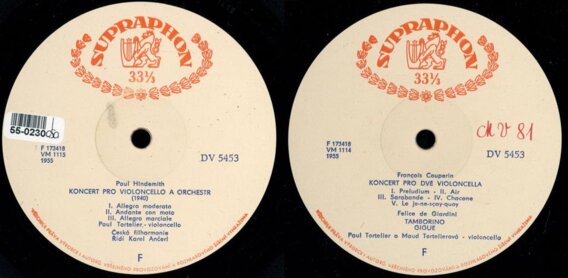 SUPRAPHON
33⅓
55-0230
F 173418
VM 1115
1955
DV 5453
Paul Hindemith
KONCERT PRO VIOLONCELLO A ORCHESTR
(1940)
I. Allegro moderato
II. Andante con moto
III. Allegro marciale
Paul Tortelier, - violoncello
Česká filharmonie
Řídí Karel Ančerl
F
SUPRAPHON
33⅓
MV 81
F 173418
VM 1114
1955
DV 5453
François Couperin
KONCERT PRO DVĚ VIOLONCELLA
I. Preludium - II. Air
III. Sarabande - IV. Chacone
V. Le je-ne-sçay-quoy
Felice de Giardini
TAMBORINO
GIGUE
Paul Tortelier a Maud Tortelierová - violoncello
F